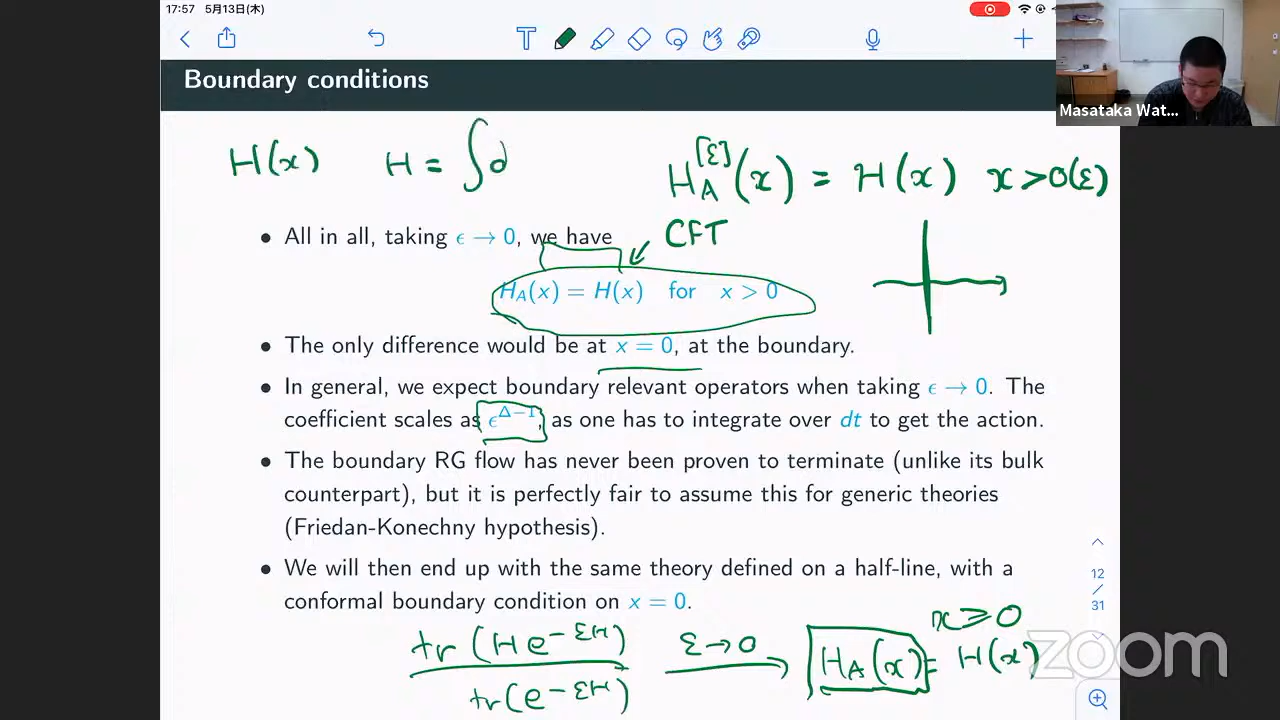 17:57 5月13日(木)
T
Boundary conditions
Masataka Wat...
H(x) H = ∫d
H_A^[ε](x) = H(x) x>O(ε)
• All in all, taking ϵ → 0, we have
CFT
H_A(x) = H(x) for x > 0
• The only difference would be at x = 0, at the boundary.
• In general, we expect boundary relevant operators when taking ϵ → 0. The
coefficient scales as ϵ^{Δ−1}, as one has to integrate over dt to get the action.
• The boundary RG flow has never been proven to terminate (unlike its bulk
counterpart), but it is perfectly fair to assume this for generic theories
(Friedan-Konechny hypothesis).
• We will then end up with the same theory defined on a half-line, with a
conformal boundary condition on x = 0.
12
/
31
x ≥ 0
tr(He^{-εH}) / tr(e^{-εH}) ε→0 H_A(x) = H(x)
zoom